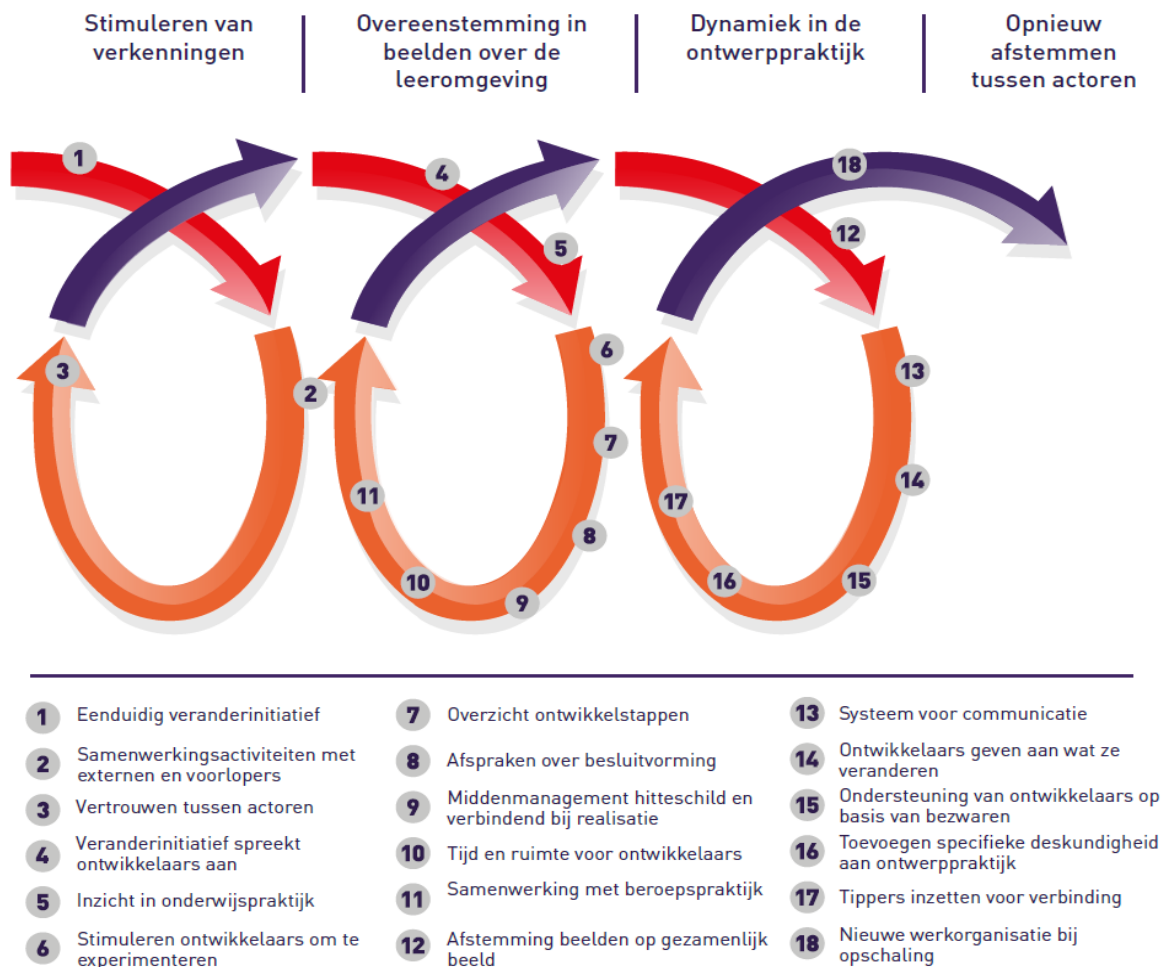 Stimuleren van
verkenningen
Overeenstemming in
beelden over de
leeromgeving
Dynamiek in de
ontwerppraktijk
Opnieuw
afstemmen
tussen actoren
1
2
3
4
5
6
7
8
9
10
11
12
13
14
15
16
17
18
1 Eenduidig veranderinitiatief
2 Samenwerkingsactiviteiten met
externen en voorlopers
3 Vertrouwen tussen actoren
4 Veranderinitiatief spreekt
ontwikkelaars aan
5 Inzicht in onderwijspraktijk
6 Stimuleren ontwikkelaars om te
experimenteren
7 Overzicht ontwikkelstappen
8 Afspraken over besluitvorming
9 Middenmanagement hitteschild en
verbindend bij realisatie
10 Tijd en ruimte voor ontwikkelaars
11 Samenwerking met beroepspraktijk
12 Afstemming beelden op gezamenlijk
beeld
13 Systeem voor communicatie
14 Ontwikkelaars geven aan wat ze
veranderen
15 Ondersteuning van ontwikkelaars op
basis van bezwaren
16 Toevoegen specifieke deskundigheid
aan ontwerppraktijk
17 Tippers inzetten voor verbinding
18 Nieuwe werkorganisatie bij
opschaling